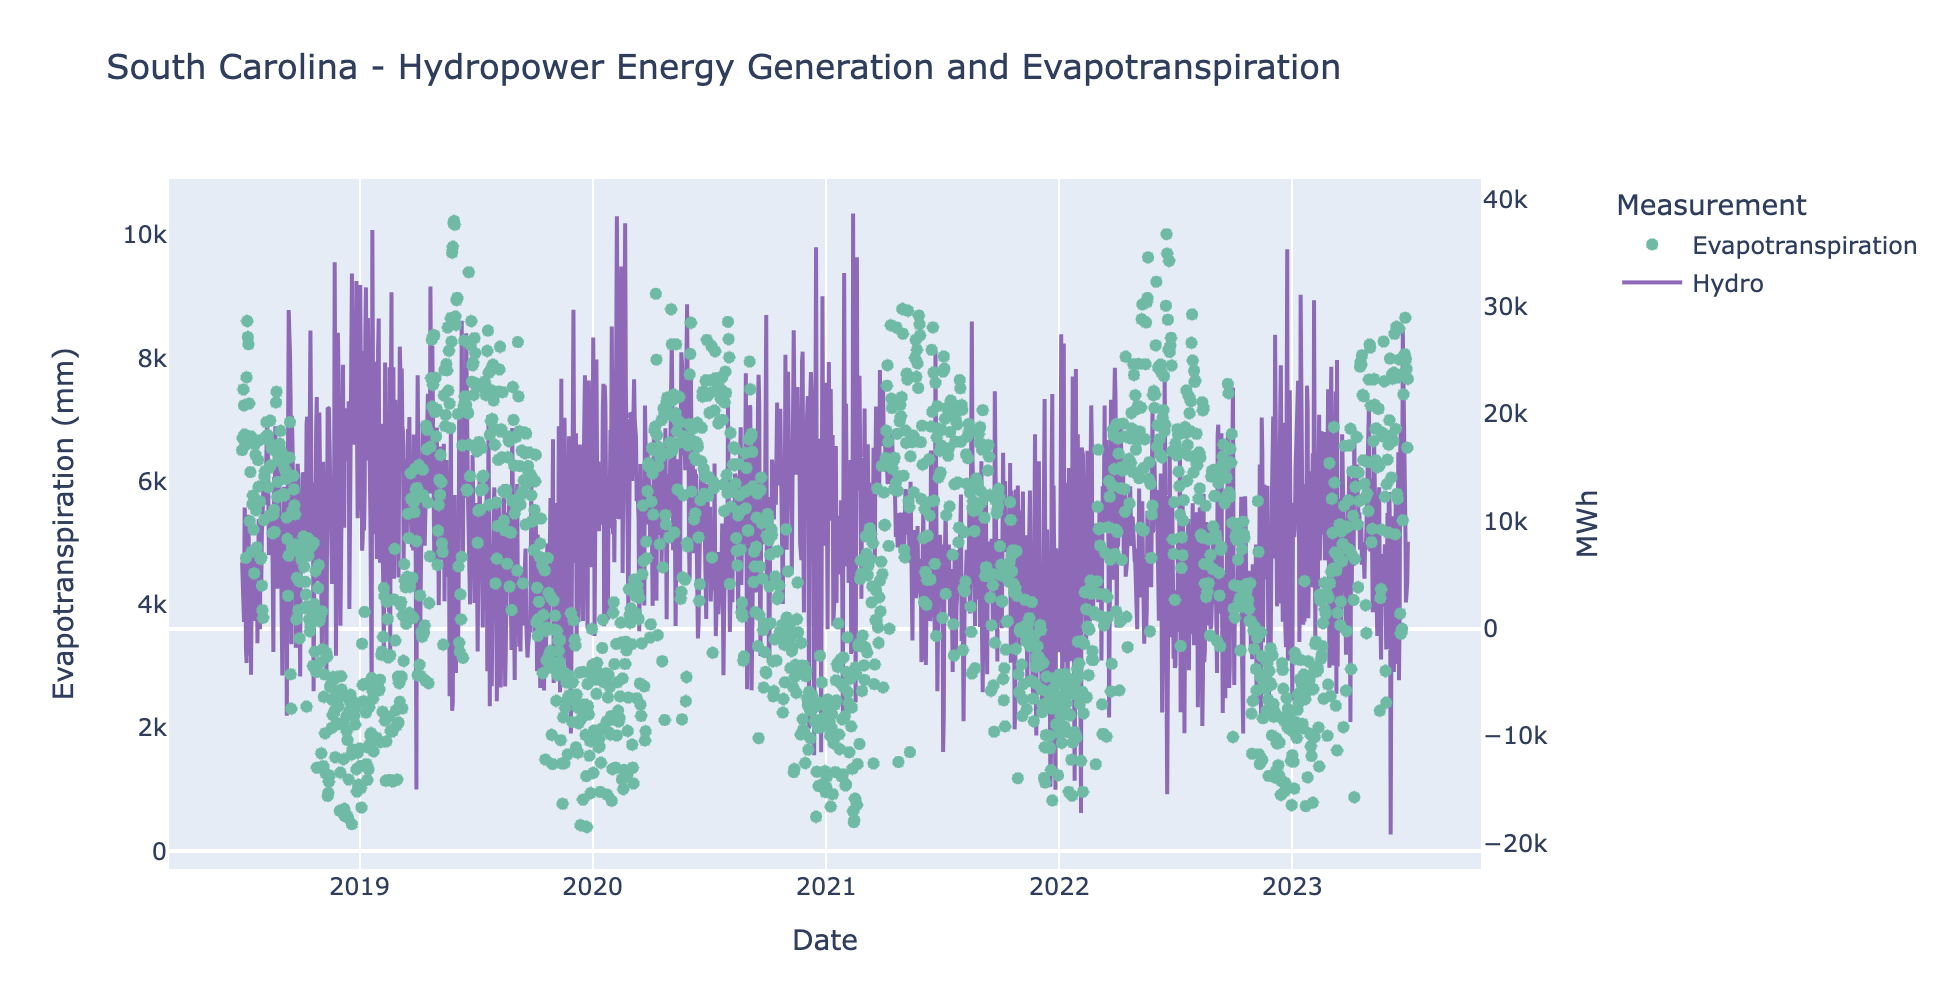 South Carolina - Hydropower Energy Generation and Evapotranspiration
Measurement
Evapotranspiration
Hydro
Evapotranspiration (mm)
10k
8k
6k
4k
2k
0
40k
30k
20k
10k
0
−10k
−20k
MWh
2019
2020
2021
2022
2023
Date